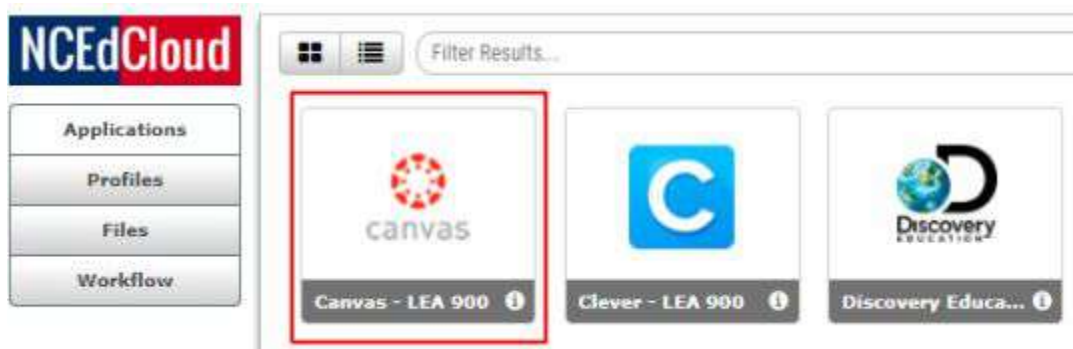 NCEdCloud
Filter Results...
Applications
Profiles
Files
Workflow
canvas
Canvas - LEA 900
C
Clever - LEA 900
Discovery
EDUCATION
Discovery Educa...